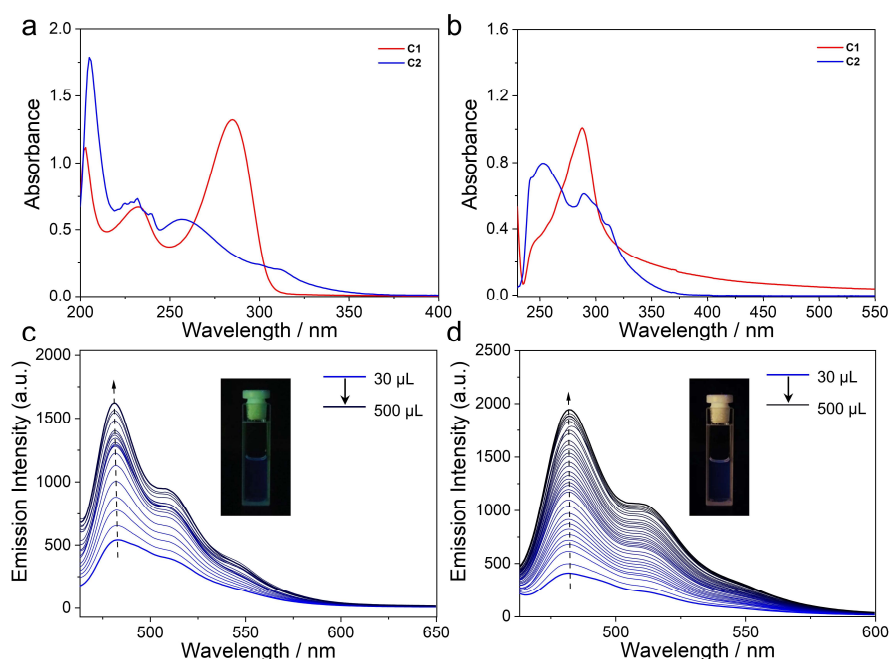 a
C1
C2
2.0
1.5
1.0
0.5
0.0
Absorbance
200
250
300
350
400
Wavelength / nm
b
C1
C2
1.6
1.2
0.8
0.4
0.0
Absorbance
250
300
350
400
450
500
550
Wavelength / nm
c
30 μL
500 μL
2000
1500
1000
500
0
Emission Intensity (a.u.)
500
550
600
650
Wavelength / nm
d
30 μL
500 μL
2500
2000
1500
1000
500
0
Emission Intensity (a.u.)
500
550
600
Wavelength / nm